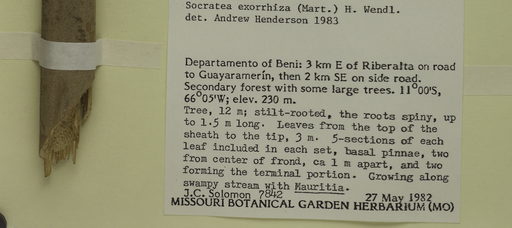 Socratea exorrhiza (Mart.) H. Wendl.
det. Andrew Henderson 1983
Departamento of Beni: 3 km E of Riberalta on road
to Guayaramerín, then 2 km SE on side road.
Secondary forest with some large trees. 11°00'S,
66°05'W; elev. 230 m.
Tree, 12 m; stilt-rooted, the roots spiny, up
to 1.5 m long. Leaves from the top of the
sheath to the tip, 3 m. 5-sections of each
leaf included in each set, basal pinnae, two
from center of frond, ca 1 m apart, and two
forming the terminal portion. Growing along
swampy stream with Mauritia.
J.C. Solomon 7842 27 May 1982
MISSOURI BOTANICAL GARDEN HERBARIUM (MO)